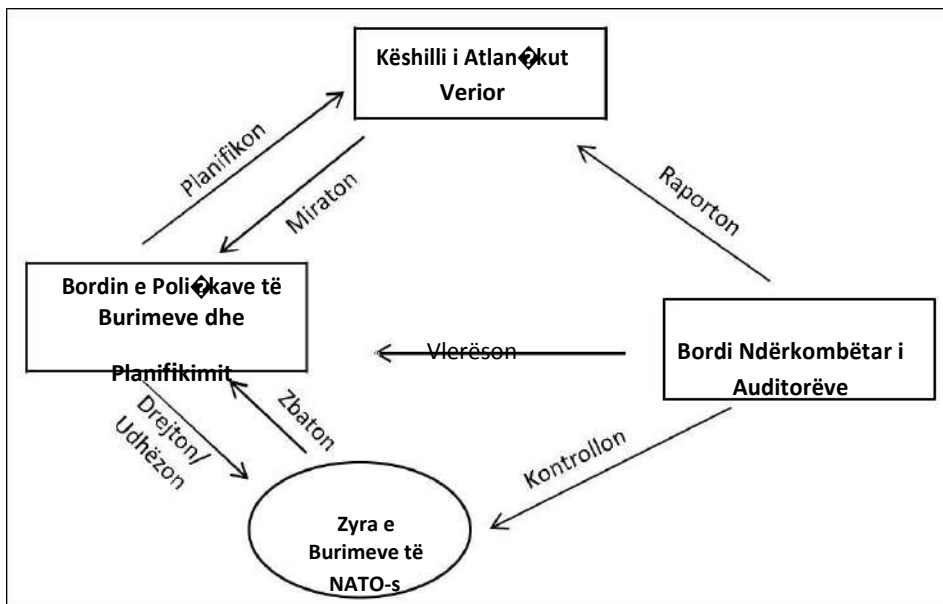 Këshilli i Atlan�kut
Verior
Planifikon
Miraton
Raporton
Bordin e Poli�kave të
Burimeve dhe
Planifikimit
Vlerëson
Bordi Ndërkombëtar i
Auditorëve
Drejton/
Udhëzon
Zbaton
Kontrollon
Zyra e
Burimeve të
NATO-s